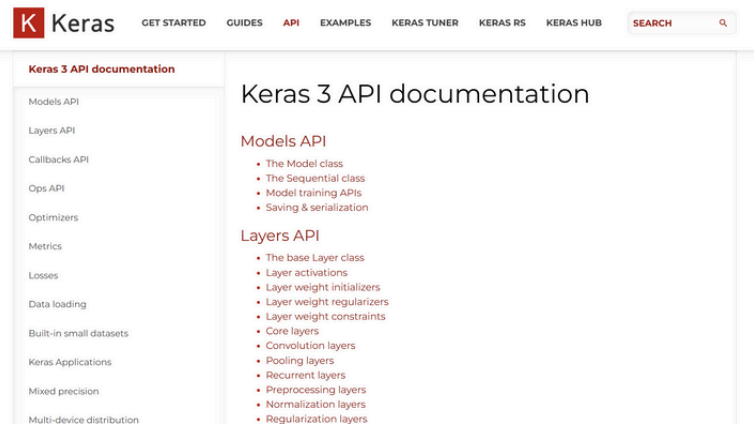 K Keras
GET STARTED GUIDES API EXAMPLES KERAS TUNER KERAS RS KERAS HUB SEARCH
Keras 3 API documentation
Models API
Layers API
Callbacks API
Ops API
Optimizers
Metrics
Losses
Data loading
Built-in small datasets
Keras Applications
Mixed precision
Multi-device distribution
Keras 3 API documentation
Models API
• The Model class
• The Sequential class
• Model training APIs
• Saving & serialization
Layers API
• The base Layer class
• Layer activations
• Layer weight initializers
• Layer weight regularizers
• Layer weight constraints
• Core layers
• Convolution layers
• Pooling layers
• Recurrent layers
• Preprocessing layers
• Normalization layers
• Regularization layers